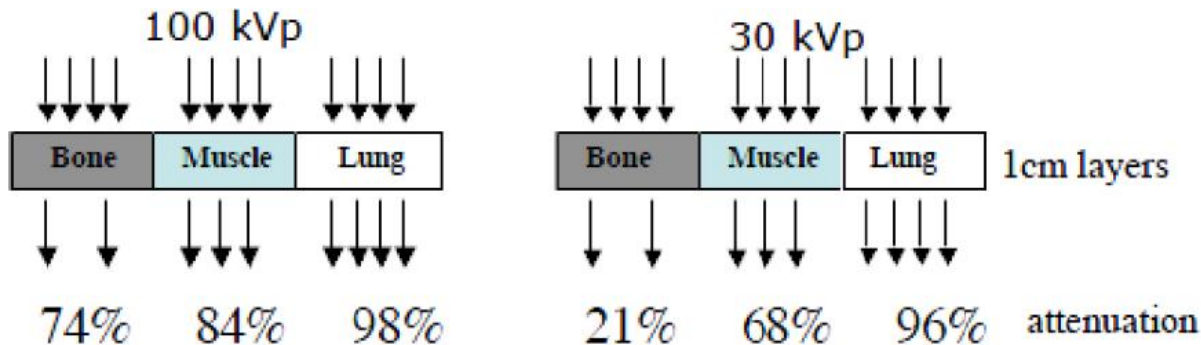 100 kVp 30 kVp
Bone Muscle Lung Bone Muscle Lung 1cm layers
74% 84% 98% 21% 68% 96% attenuation